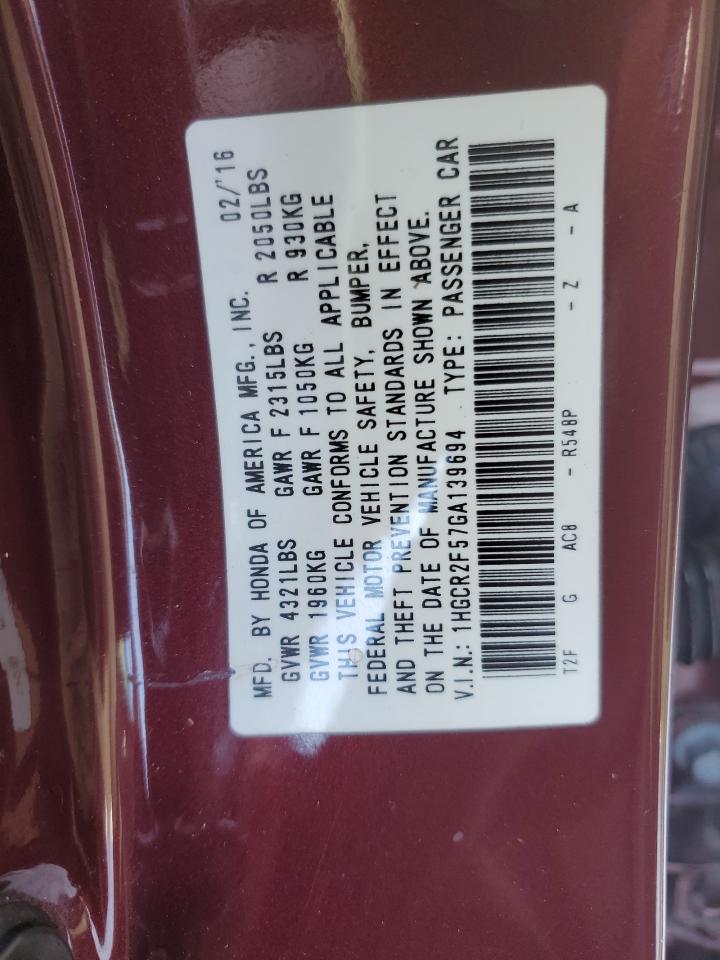 MFD. BY HONDA OF AMERICA MFG., INC. 02/'16
GVWR 4321LBS GAWR F 2315LBS R 2050LBS
GVWR 1960KG GAWR F 1050KG R 930KG
THIS VEHICLE CONFORMS TO ALL APPLICABLE
FEDERAL MOTOR VEHICLE SAFETY, BUMPER,
AND THEFT PREVENTION STANDARDS IN EFFECT
ON THE DATE OF MANUFACTURE SHOWN ABOVE.
V.I.N.: 1HGCR2F57GA139694 TYPE: PASSENGER CAR
T2F G AC8 - R548P - Z - A